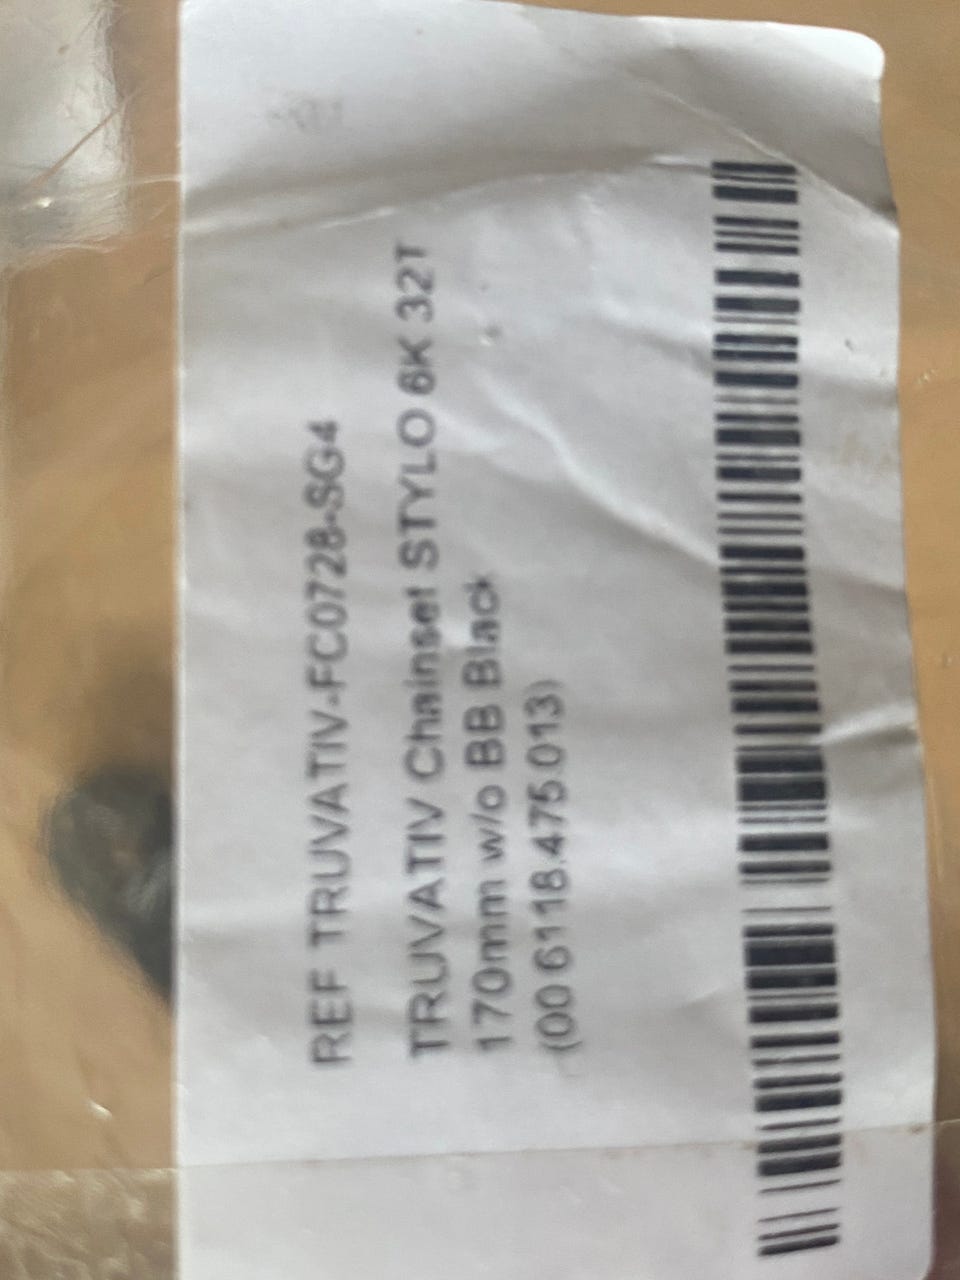 REF TRUVATIV-FC0728-SG4
TRUVATIV Chainset STYLO 6K 32T
170mm w/o BB Black
(00 6118.475.013)